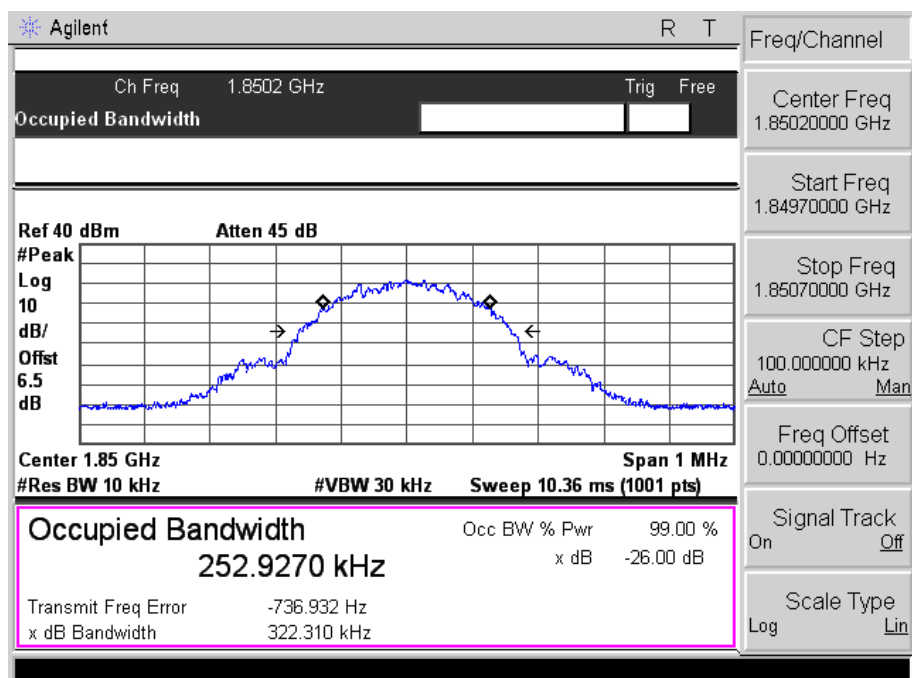 Agilent R T
Freq/Channel
Ch Freq 1.8502 GHz Trig Free
Occupied Bandwidth
Center Freq
1.85020000 GHz
Start Freq
1.84970000 GHz
Stop Freq
1.85070000 GHz
CF Step
100.000000 kHz
Auto Man
Freq Offset
0.00000000 Hz
Signal Track
On Off
Scale Type
Log Lin
Ref 40 dBm Atten 45 dB
#Peak
Log
10
dB/
Offst
6.5
dB
Center 1.85 GHz Span 1 MHz
#Res BW 10 kHz #VBW 30 kHz Sweep 10.36 ms (1001 pts)
Occupied Bandwidth Occ BW % Pwr 99.00 %
252.9270 kHz x dB -26.00 dB
Transmit Freq Error -736.932 Hz
x dB Bandwidth 322.310 kHz